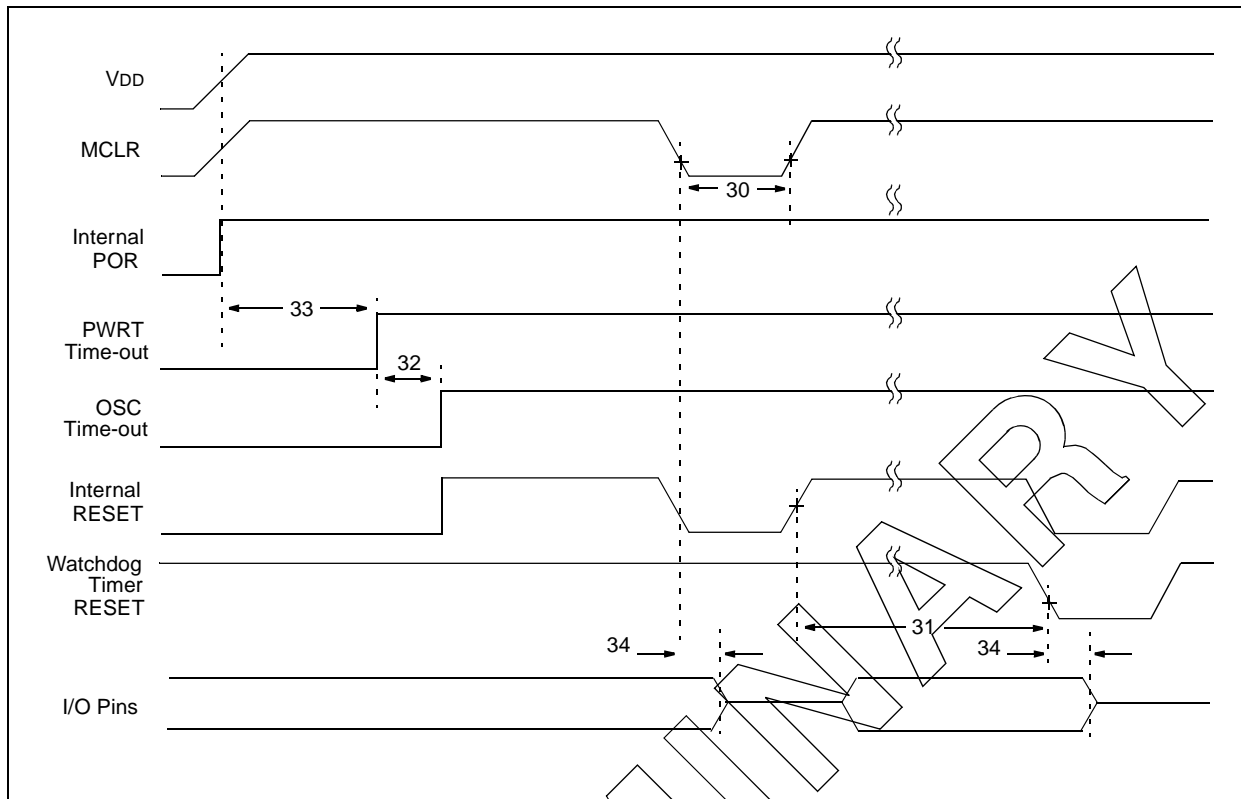 VDD
MCLR
30
Internal
POR
33
PWRT
Time-out
32
OSC
Time-out
Internal
RESET
Watchdog
Timer
RESET
31
34
34
I/O Pins
INARY